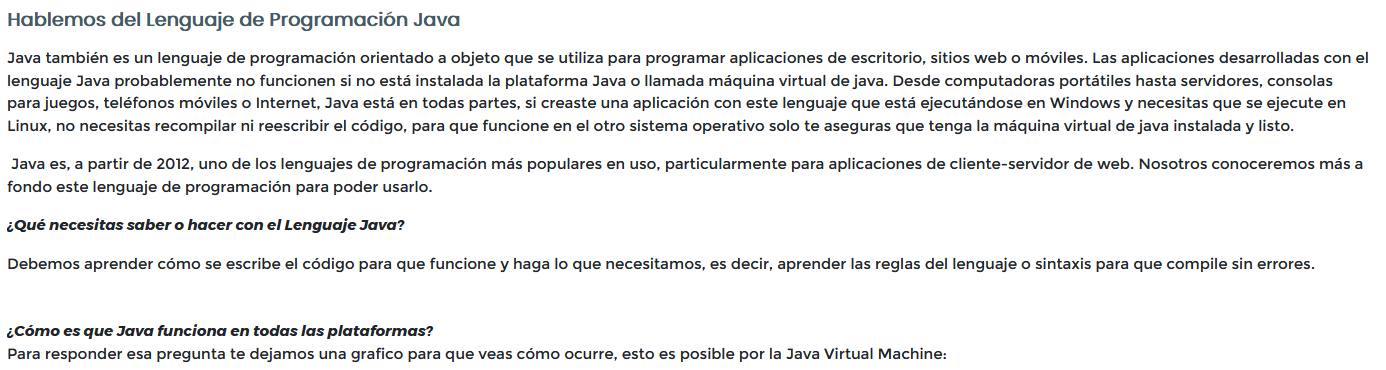 Hablemos del Lenguaje de Programación Java
Java también es un lenguaje de programación orientado a objeto que se utiliza para programar aplicaciones de escritorio, sitios web o móviles. Las aplicaciones desarrolladas con el
lenguaje Java probablemente no funcionen si no está instalada la plataforma Java o llamada máquina virtual de java. Desde computadoras portátiles hasta servidores, consolas
para juegos, teléfonos móviles o Internet, Java está en todas partes, si creaste una aplicación con este lenguaje que está ejecutándose en Windows y necesitas que se ejecute en
Linux, no necesitas recompilar ni reescribir el código, para que funcione en el otro sistema operativo solo te aseguras que tenga la máquina virtual de java instalada y listo.
Java es, a partir de 2012, uno de los lenguajes de programación más populares en uso, particularmente para aplicaciones de cliente-servidor de web. Nosotros conoceremos más a
fondo este lenguaje de programación para poder usarlo.
¿Qué necesitas saber o hacer con el Lenguaje Java?
Debemos aprender cómo se escribe el código para que funcione y haga lo que necesitamos, es decir, aprender las reglas del lenguaje o sintaxis para que compile sin errores.
¿Cómo es que Java funciona en todas las plataformas?
Para responder esa pregunta te dejamos una grafico para que veas cómo ocurre, esto es posible por la Java Virtual Machine: